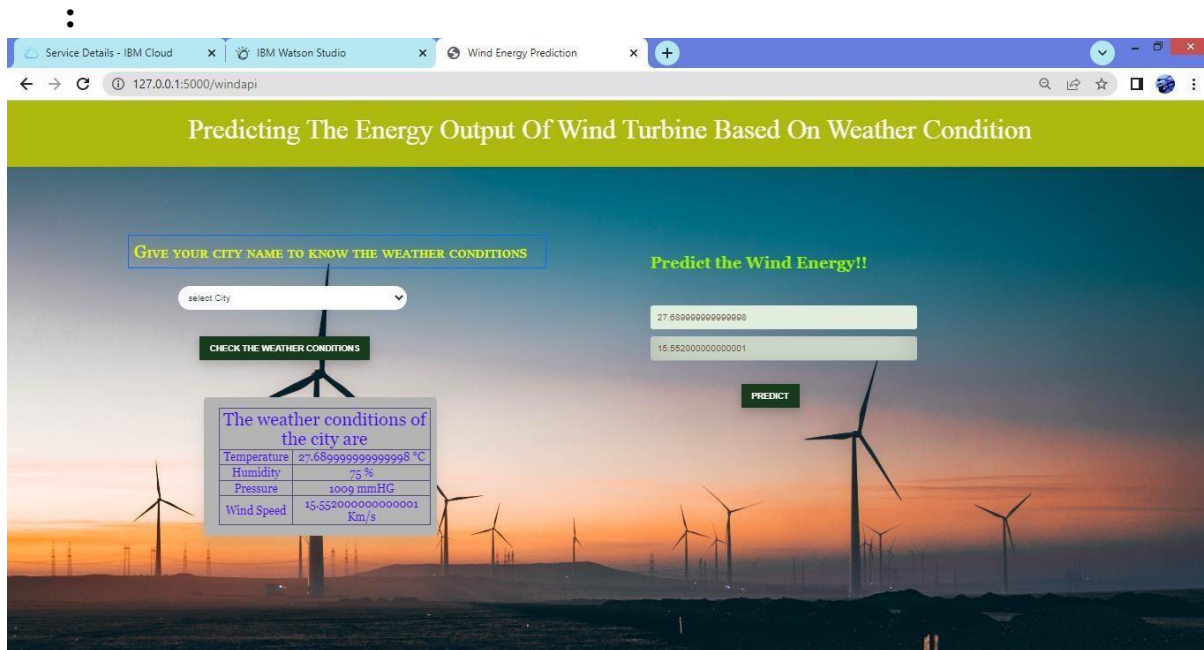 :
Service Details - IBM Cloud
IBM Watson Studio
Wind Energy Prediction
127.0.0.1:5000/windapi
Predicting The Energy Output Of Wind Turbine Based On Weather Condition
GIVE YOUR CITY NAME TO KNOW THE WEATHER CONDITIONS
select City
CHECK THE WEATHER CONDITIONS
The weather conditions of
the city are
Temperature 27.689999999999998 °C
Humidity 75 %
Pressure 1009 mmHG
Wind Speed 15.552000000000001
Km/s
Predict the Wind Energy!!
27.689999999999998
15.552000000000001
PREDICT